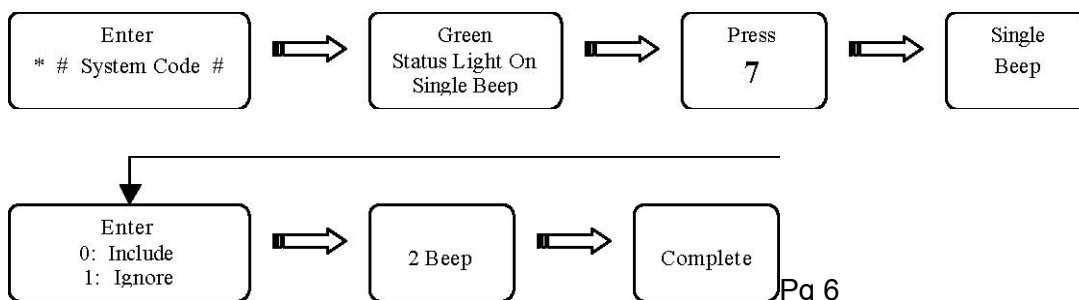 Enter
* # System Code #
Green
Status Light On
Single Beep
Press
7
Single
Beep
Enter
0: Include
1: Ignore
2 Beep
Complete
Pg 6